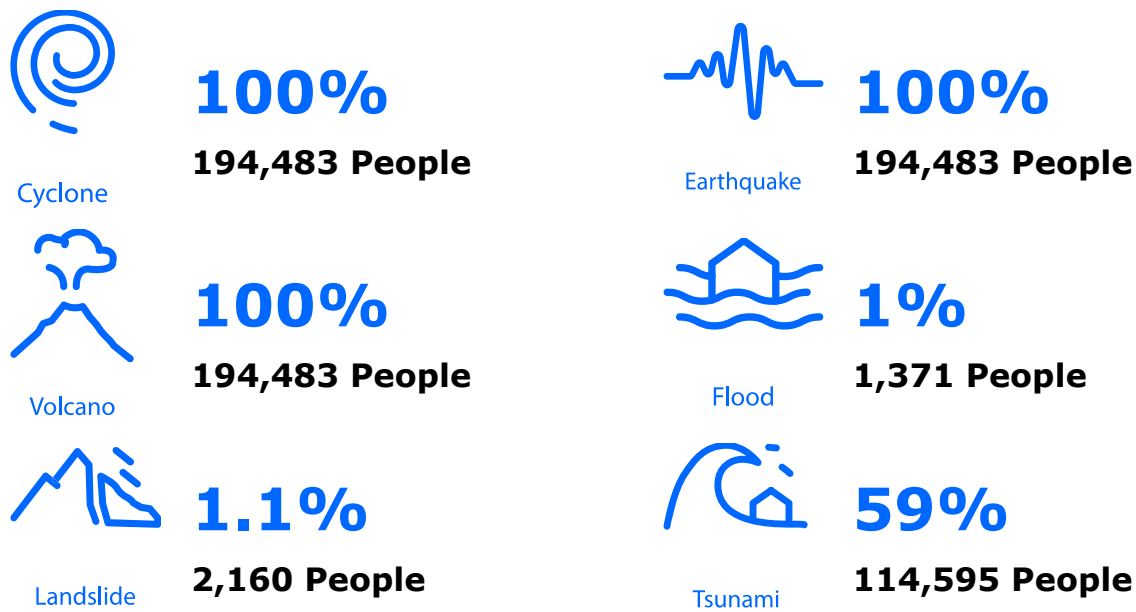 100%
194,483 People
Cyclone
100%
194,483 People
Earthquake
100%
194,483 People
Volcano
1%
1,371 People
Flood
1.1%
2,160 People
Landslide
59%
114,595 People
Tsunami